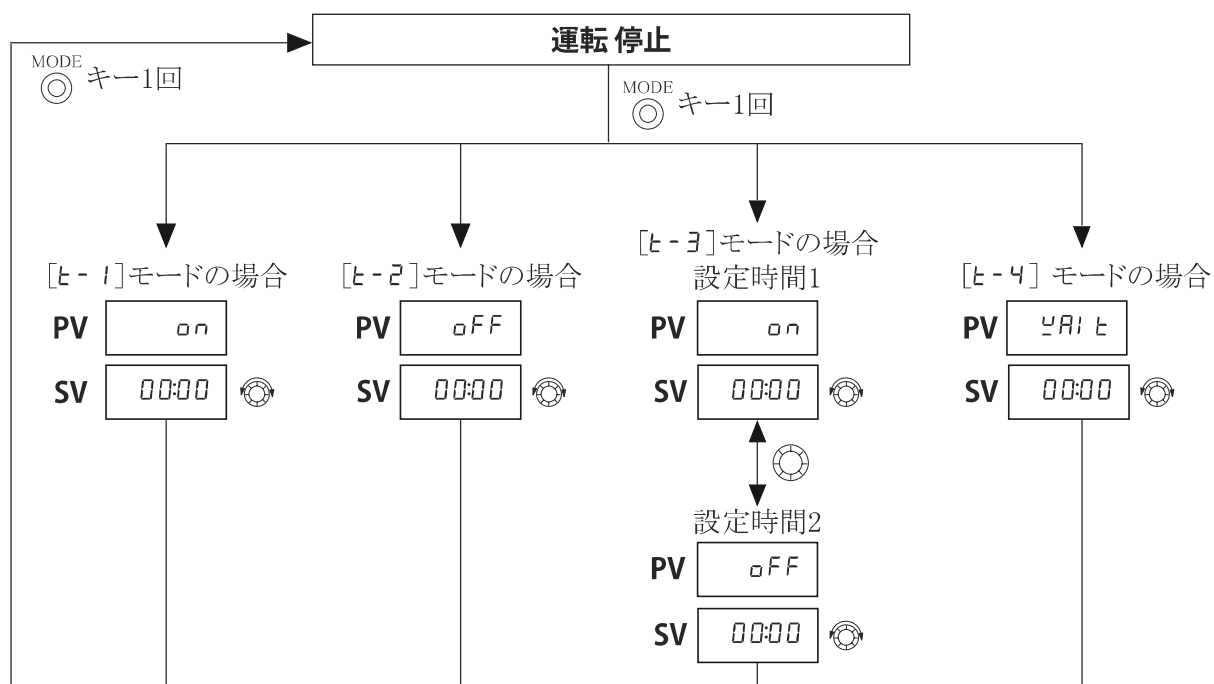 運転 停止
MODE
キー1回
MODE
キー1回
[t-1]モードの場合
PV on
SV 00:00
[t-2]モードの場合
PV oFF
SV 00:00
[t-3]モードの場合
設定時間1
PV on
SV 00:00
設定時間2
PV oFF
SV 00:00
[t-4] モードの場合
PV WAIt
SV 00:00